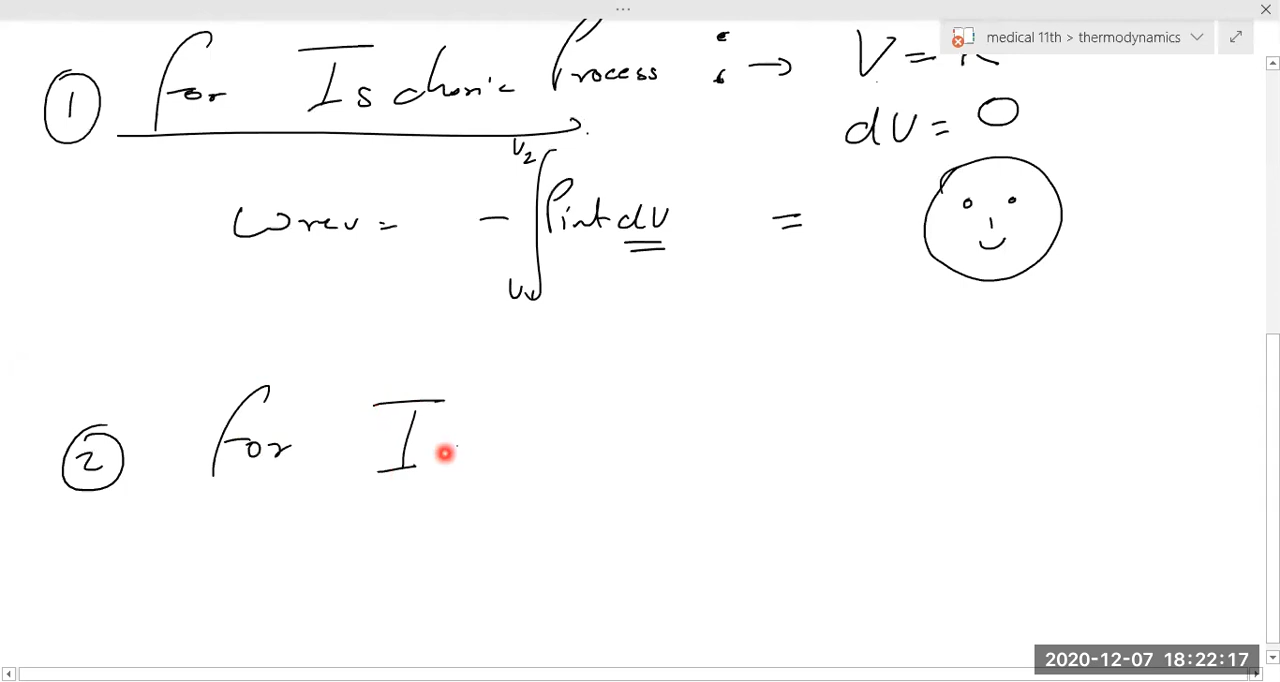 medical 11th > thermodynamics
① For Ischoric Process : → V = K
dV = 0
Wrev = - ∫ Pint dV =
V2
V1
② For I
2020-12-07 18:22:17